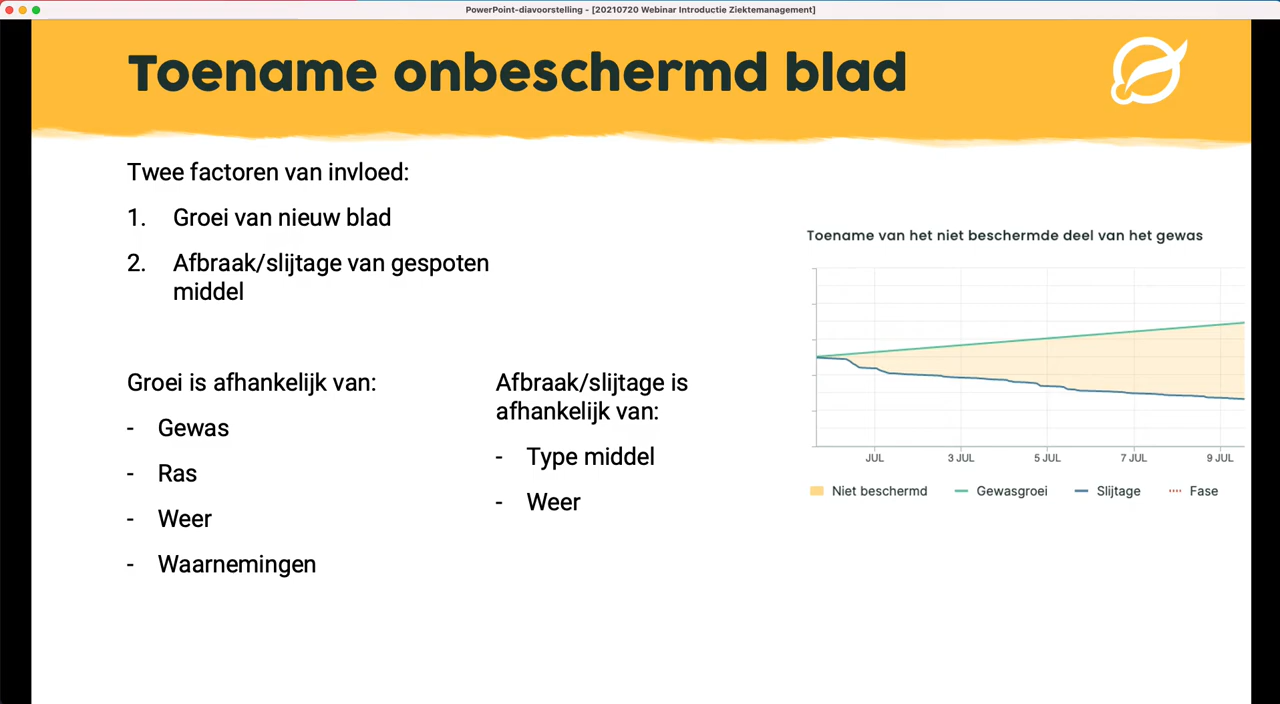 PowerPoint-diavoorstelling - [20210720 Webinar Introductie Ziektemanagement]
Toename onbeschermd blad
Twee factoren van invloed:
1. Groei van nieuw blad
2. Afbraak/slijtage van gespoten
middel
Groei is afhankelijk van:
- Gewas
- Ras
- Weer
- Waarnemingen
Afbraak/slijtage is
afhankelijk van:
- Type middel
- Weer
Toename van het niet beschermde deel van het gewas
JUL 3 JUL 5 JUL 7 JUL 9 JUL
Niet beschermd Gewasgroei Slijtage Fase